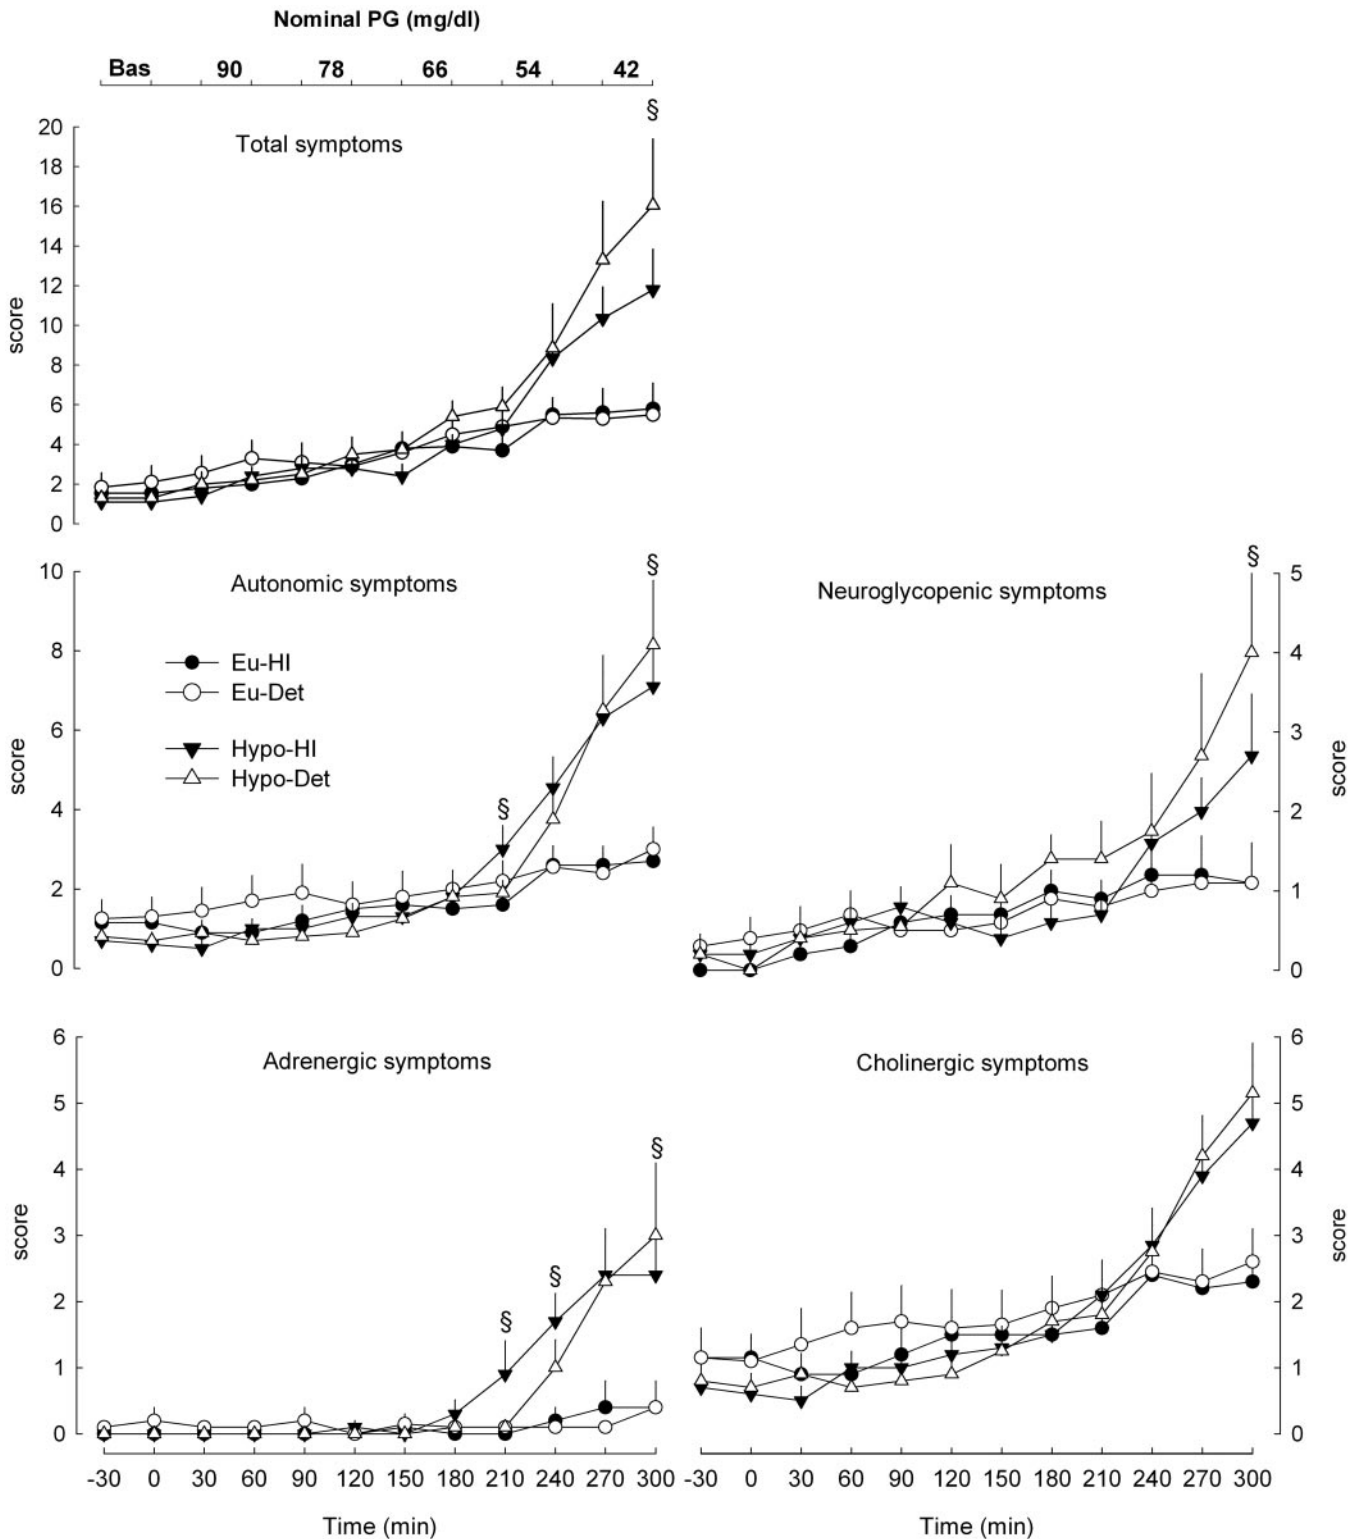 Nominal PG (mg/dl)
Bas 90 78 66 54 42
§
Total symptoms
20
18
16
14
12
10
8
6
4
2
0
score
§
Autonomic symptoms
10
8
6
4
2
0
score
Eu-HI
Eu-Det
Hypo-HI
Hypo-Det
§
§
Neuroglycopenic symptoms
5
4
3
2
1
0
score
Adrenergic symptoms
6
5
4
3
2
1
0
score
§
§
§
-30 0 30 60 90 120 150 180 210 240 270 300
Time (min)
Cholinergic symptoms
6
5
4
3
2
1
0
score
-30 0 30 60 90 120 150 180 210 240 270 300
Time (min)